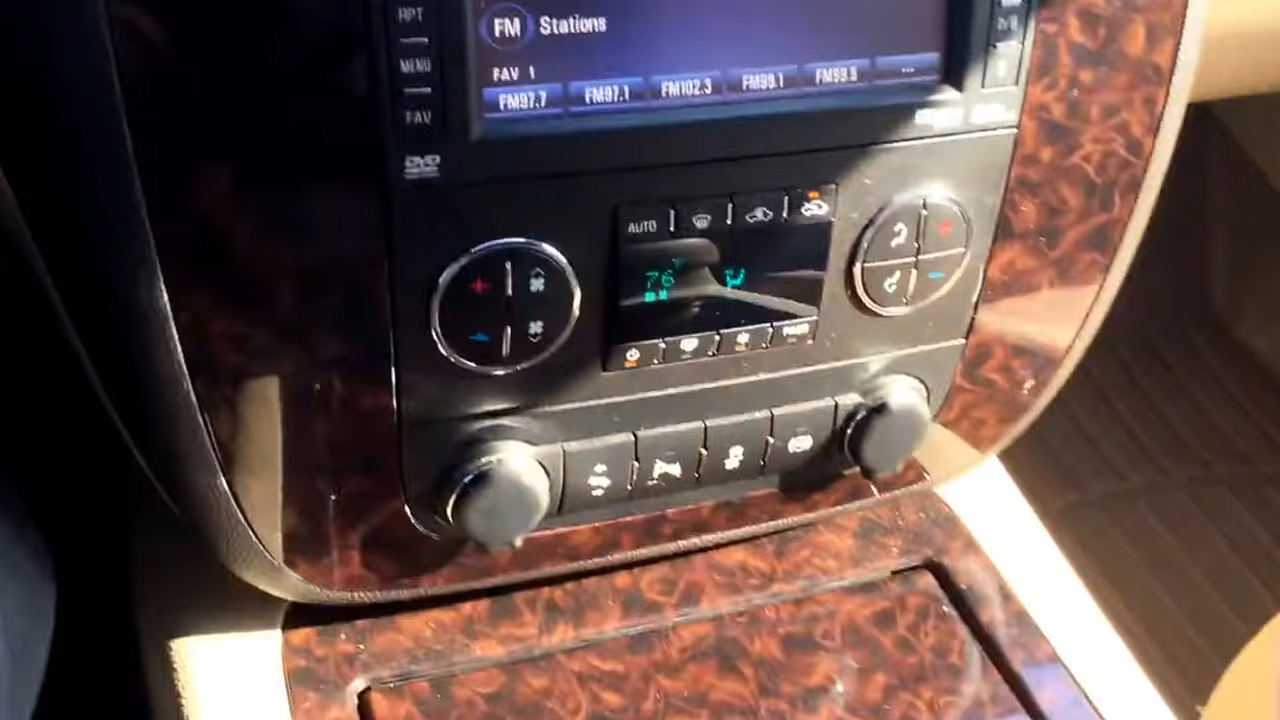 RPT
FM Stations
MENU
FAV 1
FM97.7 FM97.1 FM102.3 FM99.1 FM99.5 ...
FAV
DVD
AUTO
76